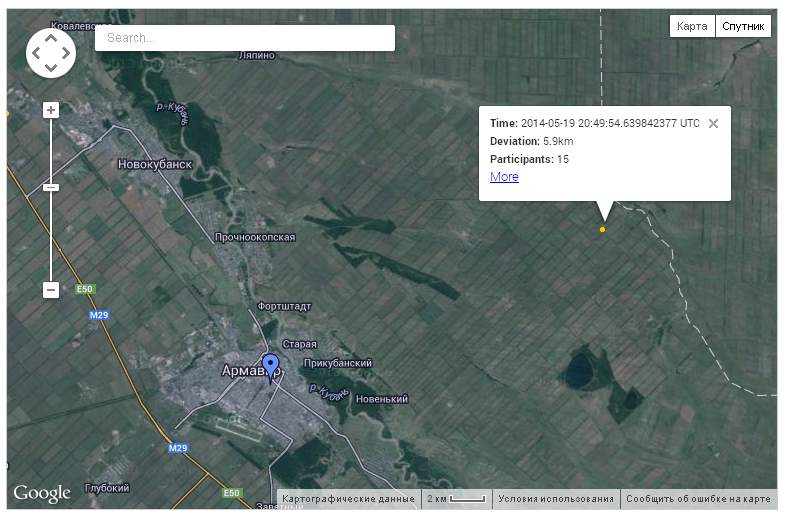 Ковалевское
Search...
Карта
Спутник
Ляпино
р. Кубань
Time: 2014-05-19 20:49:54.639842377 UTC
Deviation: 5.9km
Participants: 15
More
Новокубанск
Прочноокопская
E50
M29
Фортштадт
Старая
Прикубанский
Армавир
р. Кубань
Новенький
M29
Глубокий
E50
Заветный
Google
Картографические данные
2 км
Условия использования
Сообщить об ошибке на карте